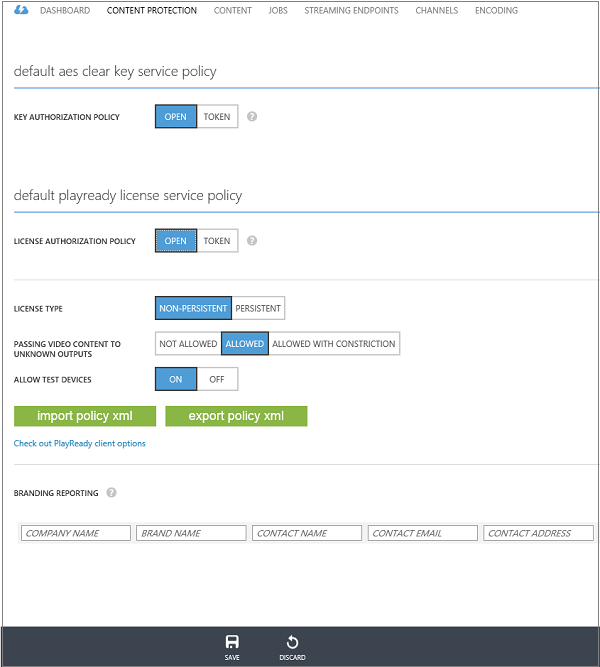 DASHBOARD CONTENT PROTECTION CONTENT JOBS STREAMING ENDPOINTS CHANNELS ENCODING
default aes clear key service policy
KEY AUTHORIZATION POLICY OPEN TOKEN ?
default playready license service policy
LICENSE AUTHORIZATION POLICY OPEN TOKEN ?
LICENSE TYPE NON-PERSISTENT PERSISTENT
PASSING VIDEO CONTENT TO
UNKNOWN OUTPUTS
NOT ALLOWED ALLOWED ALLOWED WITH CONSTRICTION
ALLOW TEST DEVICES ON OFF
import policy xml export policy xml
Check out PlayReady client options
BRANDING REPORTING ?
COMPANY NAME BRAND NAME CONTACT NAME CONTACT EMAIL CONTACT ADDRESS
SAVE DISCARD